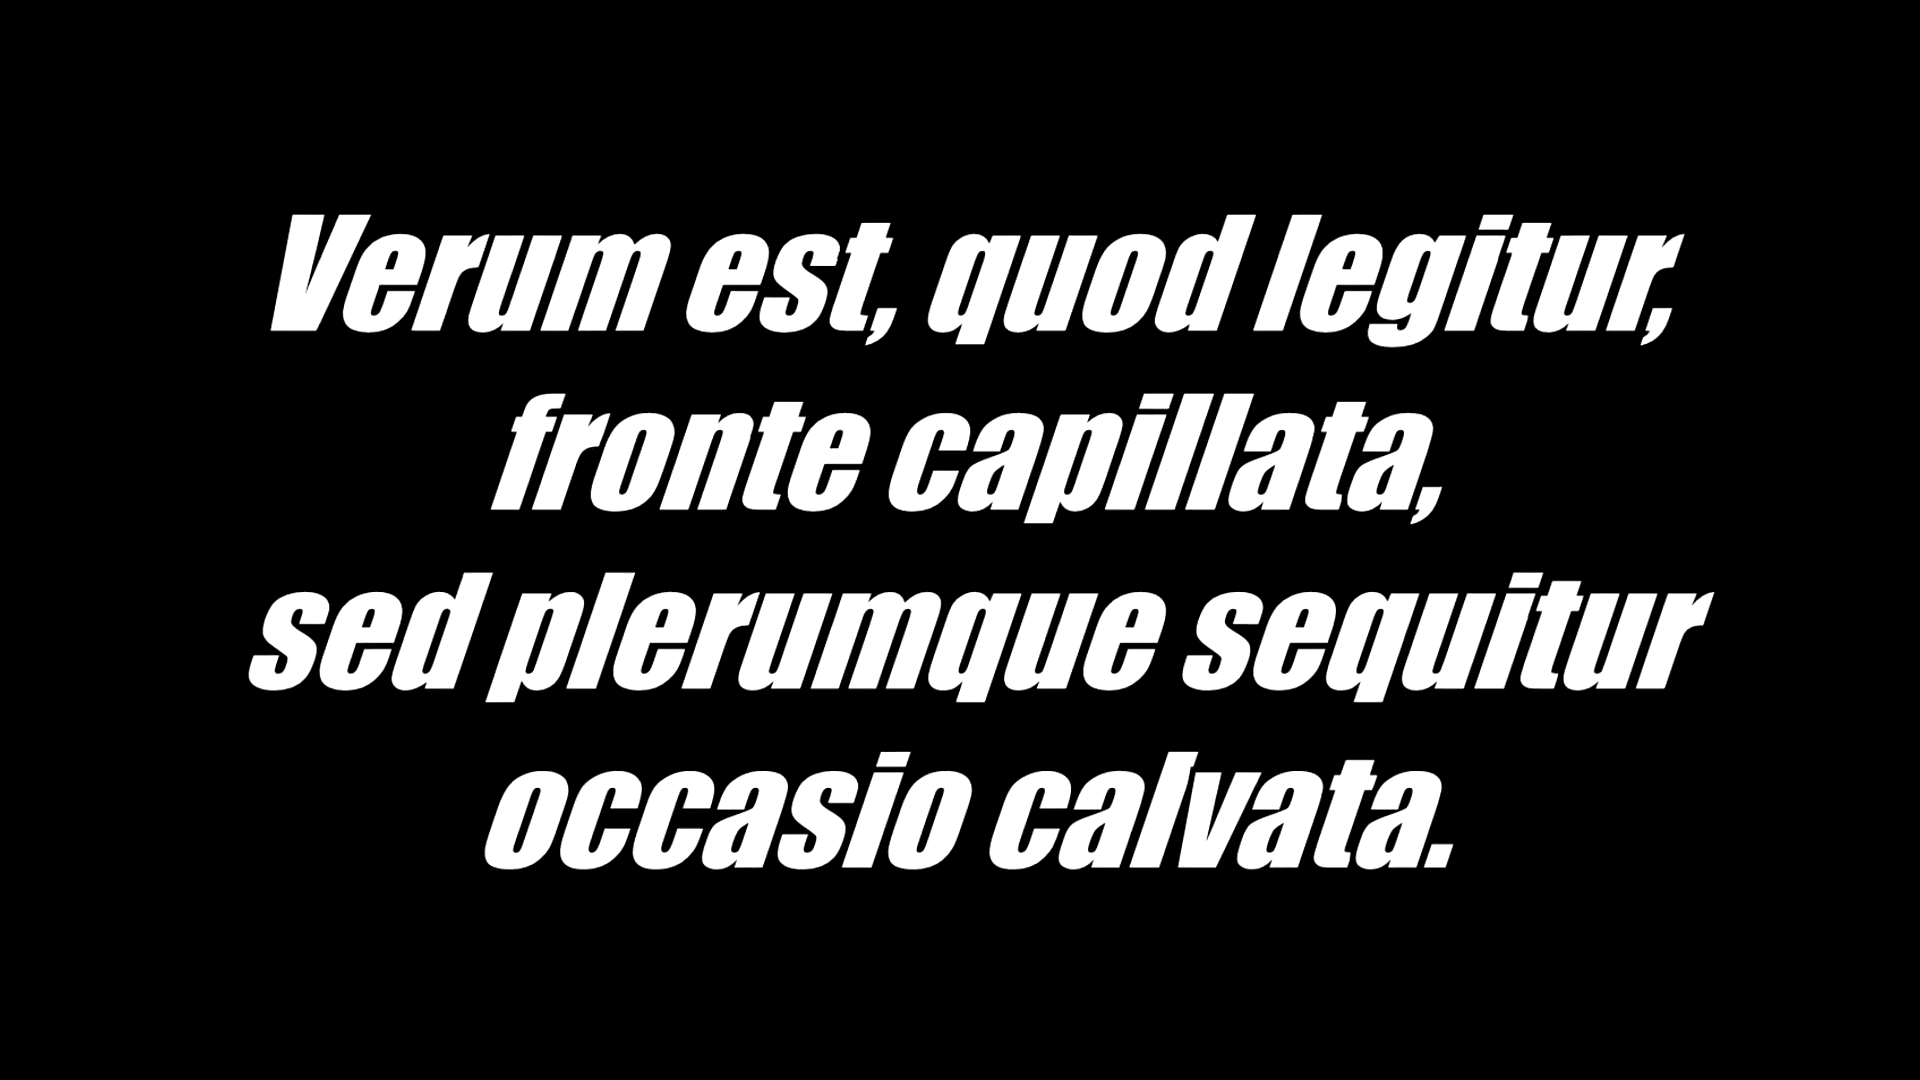 Verum est, quod legitur,
fronte capillata,
sed plerumque sequitur
occasio calvata.